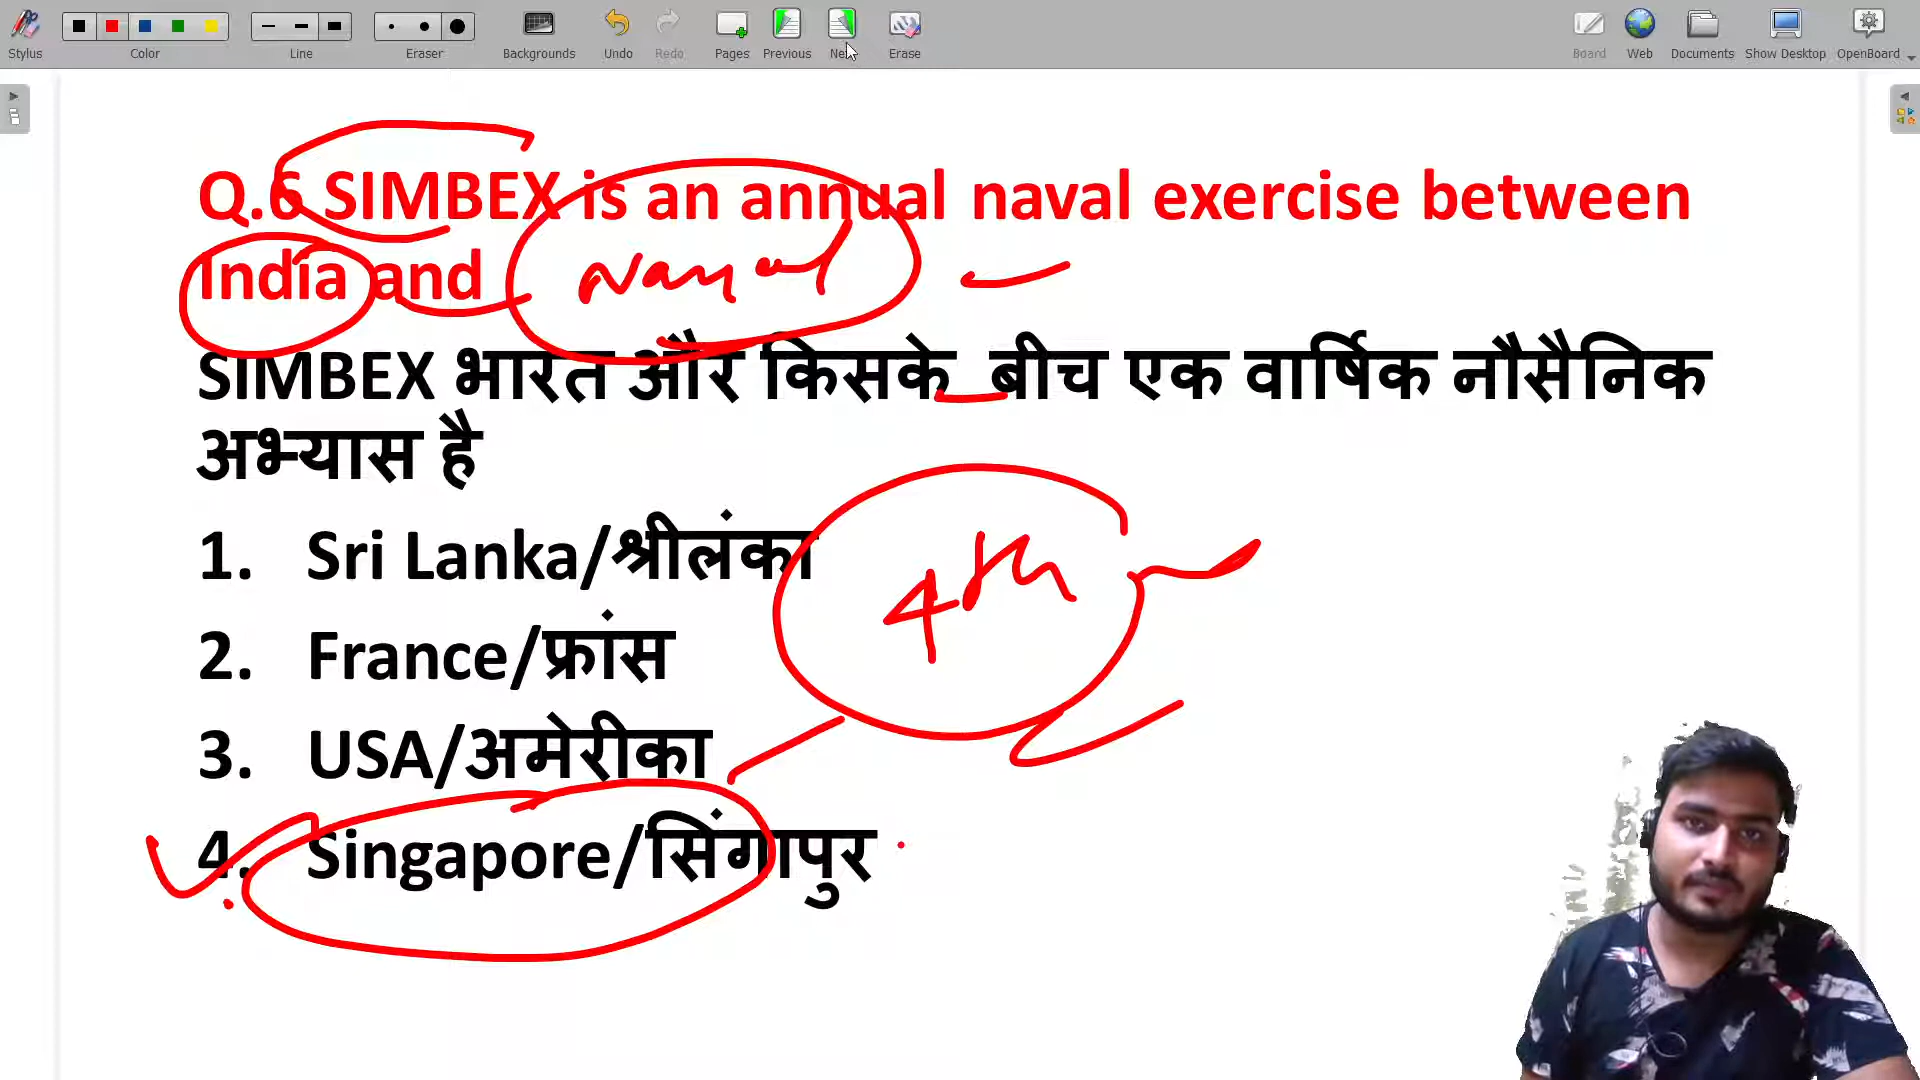 Stylus
Color
Line
Eraser
Backgrounds
Undo
Redo
Pages
Previous
Erase
Board
Web
Documents
Show Desktop
OpenBoard
Q.6 SIMBEX is an annual naval exercise between
India and
Naval
SIMBEX भारत और किसके बीच एक वार्षिक नौसैनिक
अभ्यास है
1. Sri Lanka/श्रीलंका
4th
2. France/फ्रांस
3. USA/अमेरीका
4. Singapore/सिंगापुर